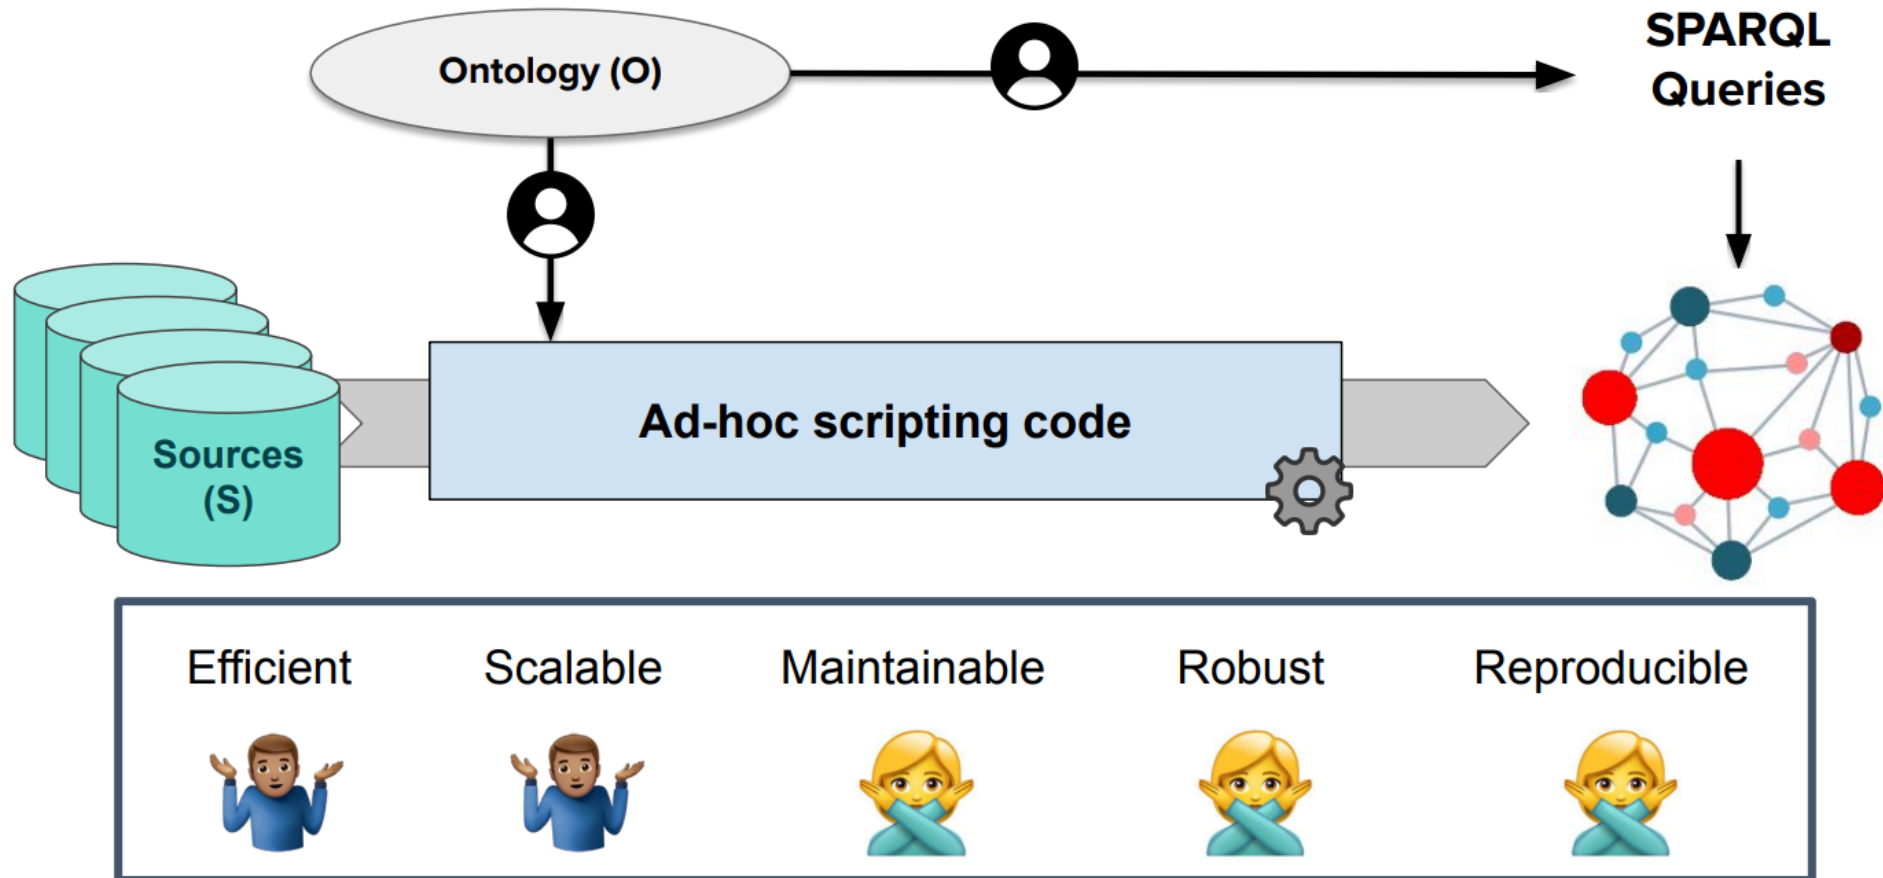 Ontology (O)
SPARQL
Queries
Ad-hoc scripting code
Sources
(S)
Efficient
Scalable
Maintainable
Robust
Reproducible